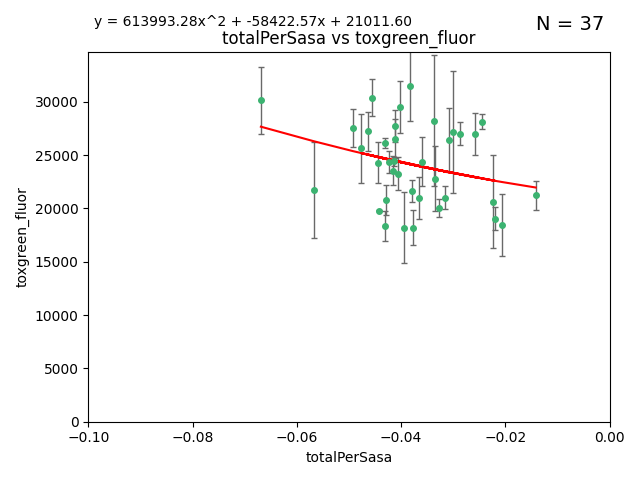 y = 613993.28x^2 + -58422.57x + 21011.60
N = 37
totalPerSasa vs toxgreen_fluor
30000
25000
20000
15000
10000
5000
0
toxgreen_fluor
−0.10
−0.08
−0.06
−0.04
−0.02
0.00
totalPerSasa